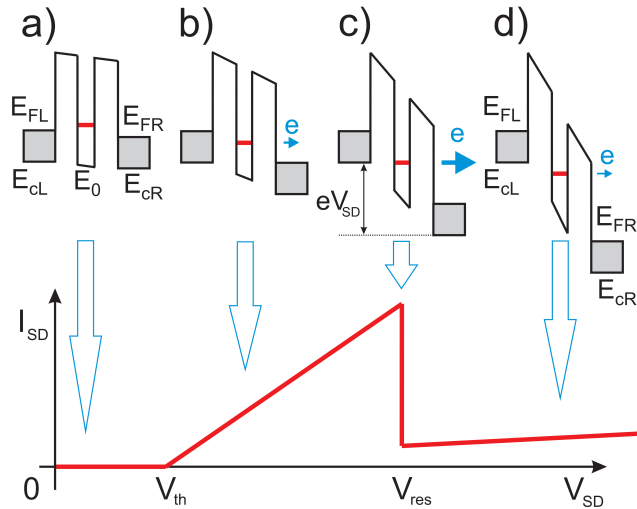 a)
b)
c)
d)
E_FL
E_FR
E_cL
E_0
E_cR
e
eV_SD
e
E_FL
E_cL
e
E_FR
E_cR
I_SD
0
V_th
V_res
V_SD